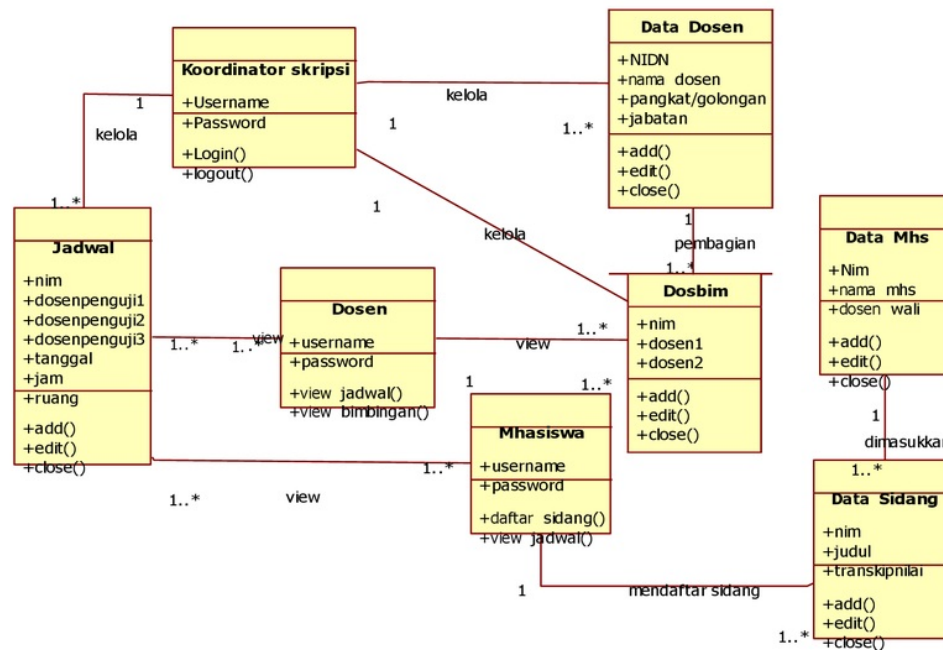 Koordinator skripsi
+Username
+Password
+Login()
+logout()
Data Dosen
+NIDN
+nama dosen
+pangkat/golongan
+jabatan
+add()
+edit()
+close()
kelola
1
1..*
kelola
1
1..*
1
kelola
1
pembagian
1..*
Jadwal
+nim
+dosenpenguji1
+dosenpenguji2
+dosenpenguji3
+tanggal
+jam
+ruang
+add()
+edit()
+close()
Dosen
+username
+password
+view jadwal()
+view bimbingan()
1..*
view
1..*
view
1..*
1
1..*
Dosbim
+nim
+dosen1
+dosen2
+add()
+edit()
+close()
Data Mhs
+Nim
+nama mhs
+dosen wali
+add()
+edit()
+close()
1
dimasukkan
1..*
Mhasiswa
+username
+password
+daftar sidang()
+view jadwal()
1..*
view
1..*
1
mendaftar sidang
1..*
Data Sidang
+nim
+judul
+transkipnilai
+add()
+edit()
+close()